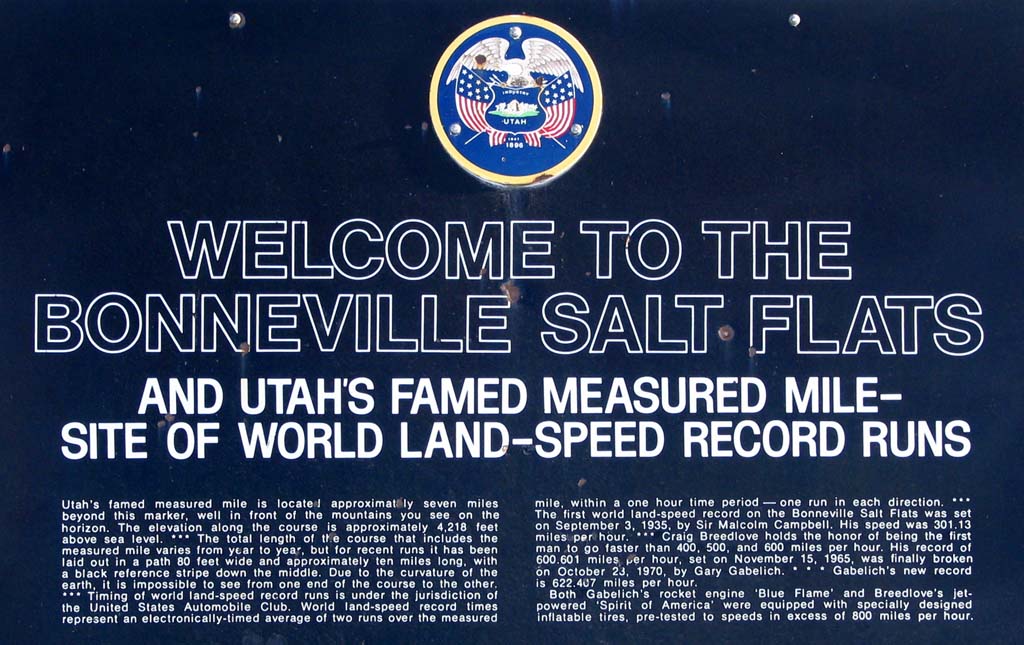 INDUSTRY
UTAH
1847
1896
WELCOME TO THE
BONNEVILLE SALT FLATS
AND UTAH'S FAMED MEASURED MILE-
SITE OF WORLD LAND-SPEED RECORD RUNS
Utah's famed measured mile is located approximately seven miles
beyond this marker, well in front of the mountains you see on the
horizon. The elevation along the course is approximately 4,218 feet
above sea level. *** The total length of the course that includes the
measured mile varies from year to year, but for recent runs it has been
laid out in a path 80 feet wide and approximately ten miles long, with
a black reference stripe down the middle. Due to the curvature of the
earth, it is impossible to see from one end of the course to the other.
*** Timing of world land-speed record runs is under the jurisdiction of
the United States Automobile Club. World land-speed record times
represent an electronically-timed average of two runs over the measured
mile, within a one hour time period — one run in each direction. ***
The first world land-speed record on the Bonneville Salt Flats was set
on September 3, 1935, by Sir Malcolm Campbell. His speed was 301.13
miles per hour. *** Craig Breedlove holds the honor of being the first
man to go faster than 400, 500, and 600 miles per hour. His record of
600.601 miles per hour, set on November 15, 1965, was finally broken
on October 23, 1970, by Gary Gabelich. * * * Gabelich's new record
is 622.407 miles per hour.
Both Gabelich's rocket engine 'Blue Flame' and Breedlove's jet-
powered 'Spirit of America' were equipped with specially designed
inflatable tires, pre-tested to speeds in excess of 800 miles per hour.